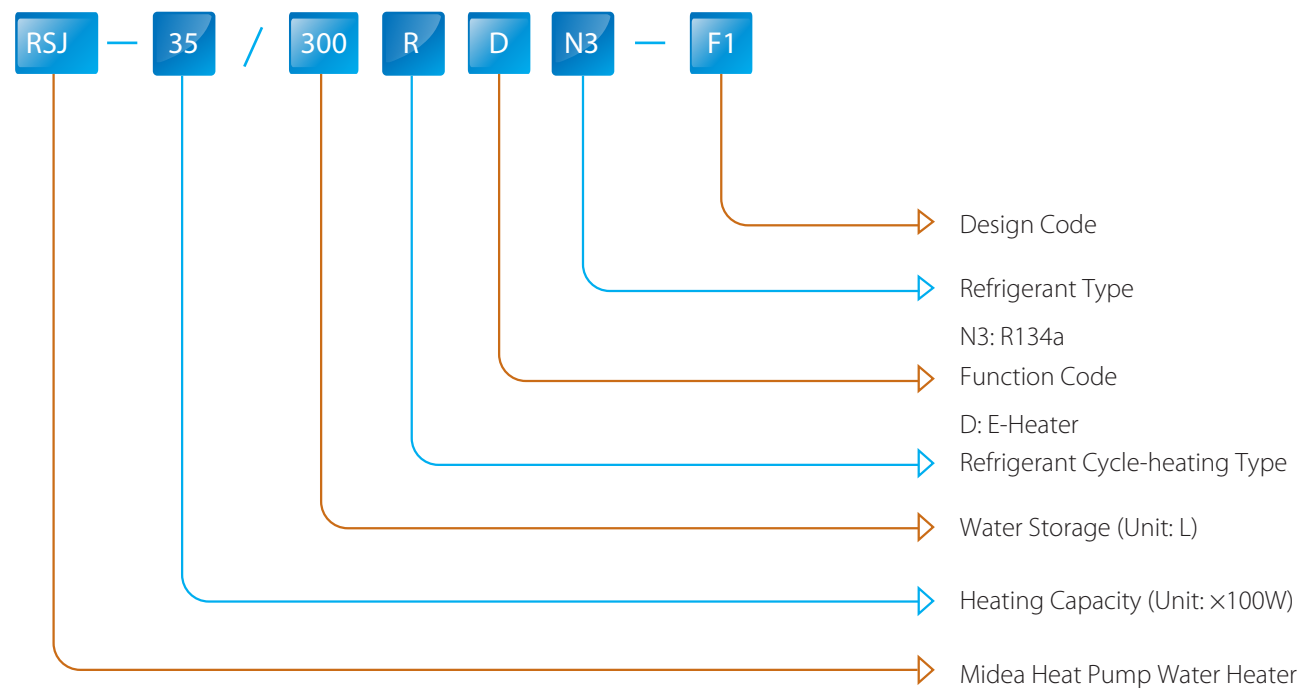 RSJ — 35 / 300 R D N3 — F1
Design Code
Refrigerant Type
N3: R134a
Function Code
D: E-Heater
Refrigerant Cycle-heating Type
Water Storage (Unit: L)
Heating Capacity (Unit: ×100W)
Midea Heat Pump Water Heater